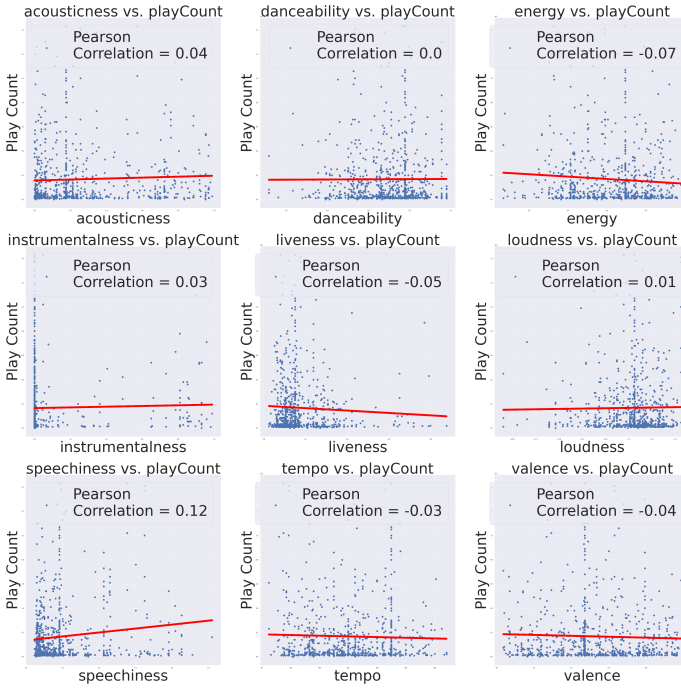 acousticness vs. playCount
Pearson
Correlation = 0.04
Play Count
acousticness
danceability vs. playCount
Pearson
Correlation = 0.0
Play Count
danceability
energy vs. playCount
Pearson
Correlation = -0.07
Play Count
energy
instrumentalness vs. playCount
Pearson
Correlation = 0.03
Play Count
instrumentalness
liveness vs. playCount
Pearson
Correlation = -0.05
Play Count
liveness
loudness vs. playCount
Pearson
Correlation = 0.01
Play Count
loudness
speechiness vs. playCount
Pearson
Correlation = 0.12
Play Count
speechiness
tempo vs. playCount
Pearson
Correlation = -0.03
Play Count
tempo
valence vs. playCount
Pearson
Correlation = -0.04
Play Count
valence